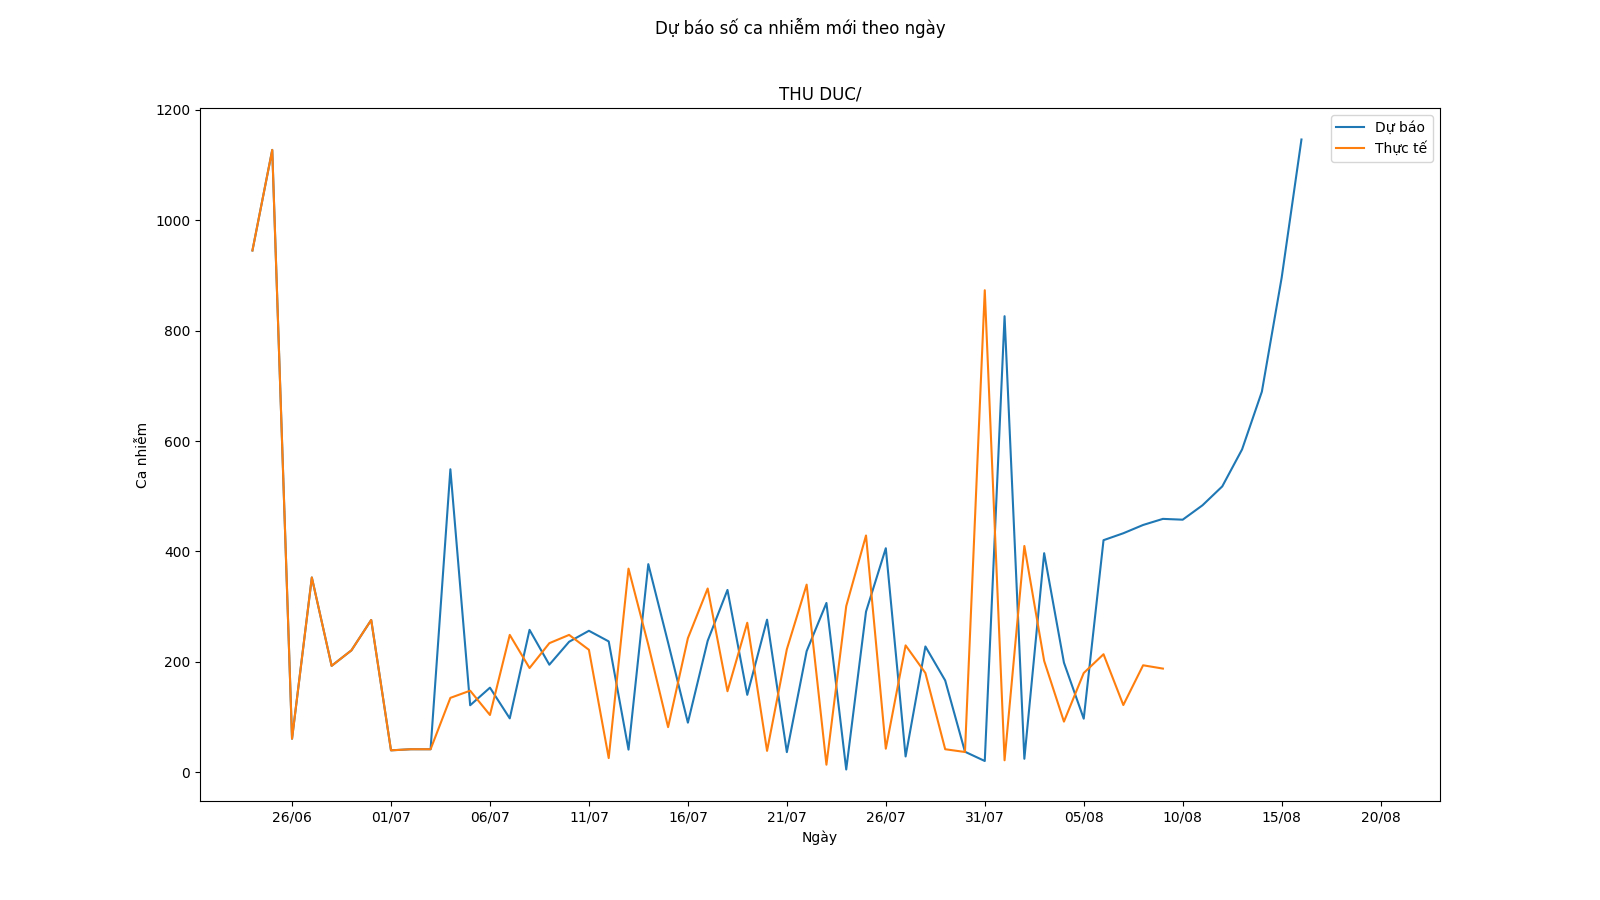 Dự báo số ca nhiễm mới theo ngày
THU DUC/
Dự báo
Thực tế
1200
1000
800
600
400
200
0
Ca nhiễm
26/06 01/07 06/07 11/07 16/07 21/07 26/07 31/07 05/08 10/08 15/08 20/08
Ngày